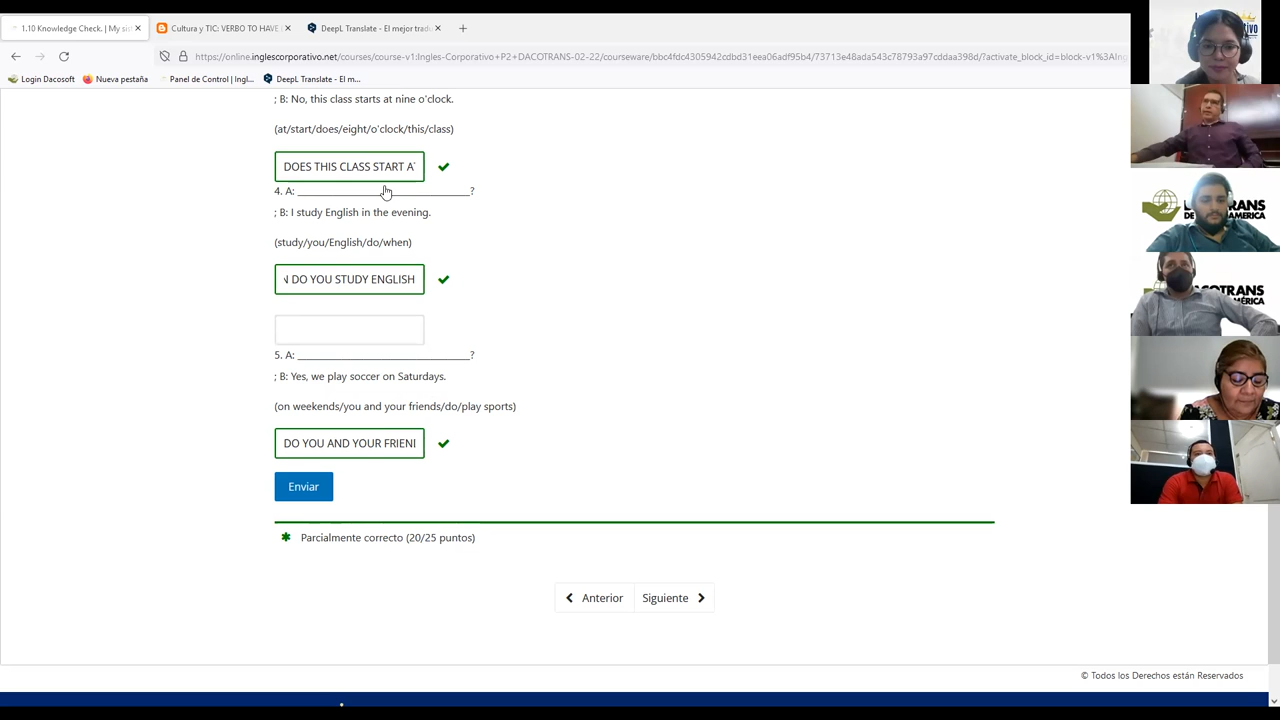 1.10 Knowledge Check. | My sis
Cultura y TIC: VERBO TO HAVE
DeepL Translate - El mejor tradu
https://online.inglescorporativo.net/courses/course-v1:Ingles-Corporativo+P2+DACOTRANS-02-22/courseware/bbc4fdc4305942cdbd31eea06adf95b4/73713e48ada543c78793a97cddaa398d/?activate_block_id=block-v1%3AIng
Login Dacosoft
Nueva pestaña
Panel de Control | Ingl...
DeepL Translate - El m...
; B: No, this class starts at nine o'clock.
(at/start/does/eight/o'clock/this/class)
DOES THIS CLASS START A
4. A: ______________________________?
; B: I study English in the evening.
(study/you/English/do/when)
DO YOU STUDY ENGLISH
5. A: ______________________________?
; B: Yes, we play soccer on Saturdays.
(on weekends/you and your friends/do/play sports)
DO YOU AND YOUR FRIEN
Enviar
Parcialmente correcto (20/25 puntos)
Anterior
Siguiente
© Todos los Derechos están Reservados